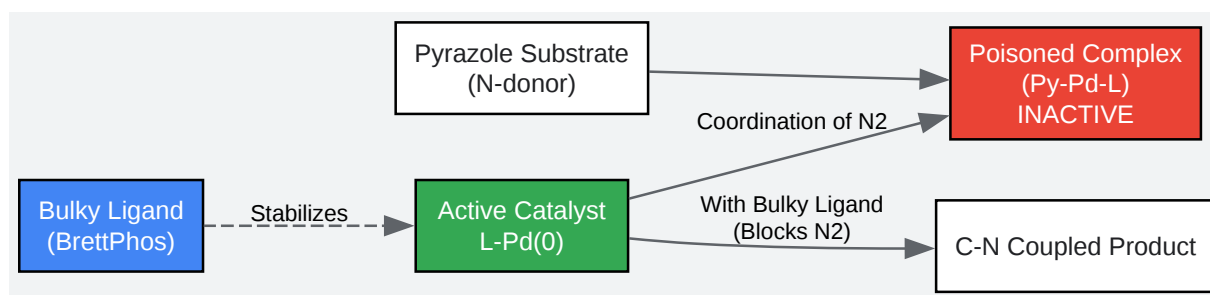 Pyrazole Substrate
(N-donor)
Poisoned Complex
(Py-Pd-L)
INACTIVE
Coordination of N2
Bulky Ligand
(BrettPhos)
Stabilizes
Active Catalyst
L-Pd(0)
With Bulky Ligand
(Blocks N2)
C-N Coupled Product